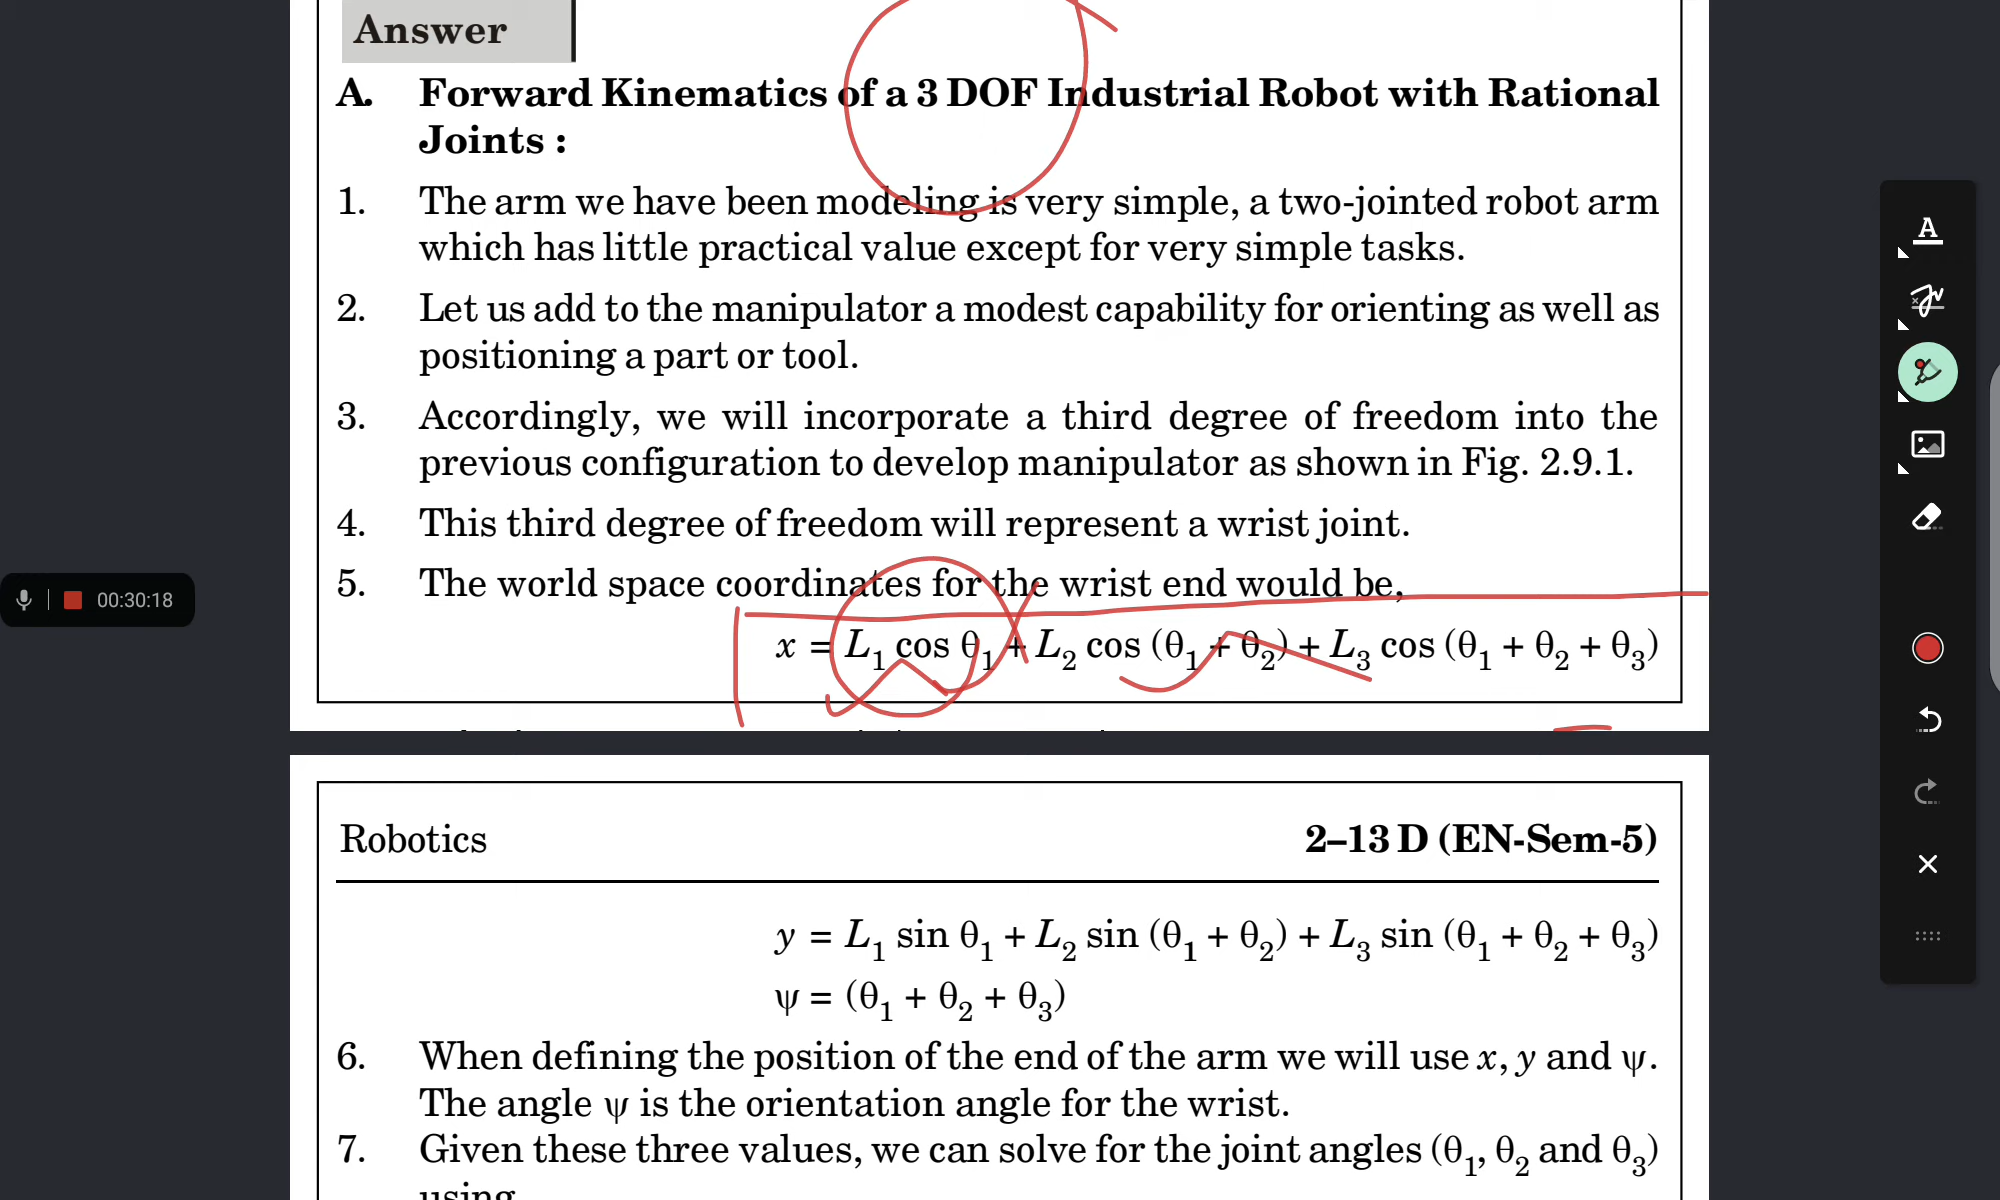 Answer
A. Forward Kinematics of a 3 DOF Industrial Robot with Rational
Joints :
1. The arm we have been modeling is very simple, a two-jointed robot arm
which has little practical value except for very simple tasks.
2. Let us add to the manipulator a modest capability for orienting as well as
positioning a part or tool.
3. Accordingly, we will incorporate a third degree of freedom into the
previous configuration to develop manipulator as shown in Fig. 2.9.1.
4. This third degree of freedom will represent a wrist joint.
5. The world space coordinates for the wrist end would be,
x = L₁ cos θ₁ + L₂ cos (θ₁ + θ₂) + L₃ cos (θ₁ + θ₂ + θ₃)
00:30:18
Robotics 2–13 D (EN-Sem-5)
y = L₁ sin θ₁ + L₂ sin (θ₁ + θ₂) + L₃ sin (θ₁ + θ₂ + θ₃)
ψ = (θ₁ + θ₂ + θ₃)
6. When defining the position of the end of the arm we will use x, y and ψ.
The angle ψ is the orientation angle for the wrist.
7. Given these three values, we can solve for the joint angles (θ₁, θ₂ and θ₃)
using
A